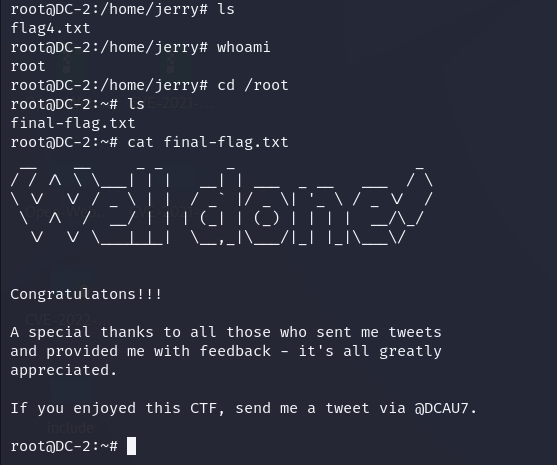 root@DC-2:/home/jerry# ls
flag4.txt
root@DC-2:/home/jerry# whoami
root
root@DC-2:/home/jerry# cd /root
root@DC-2:~# ls
final-flag.txt
root@DC-2:~# cat final-flag.txt
Well done!
Congratulatons!!!
A special thanks to all those who sent me tweets
and provided me with feedback - it's all greatly
appreciated.
If you enjoyed this CTF, send me a tweet via @DCAU7.
root@DC-2:~#